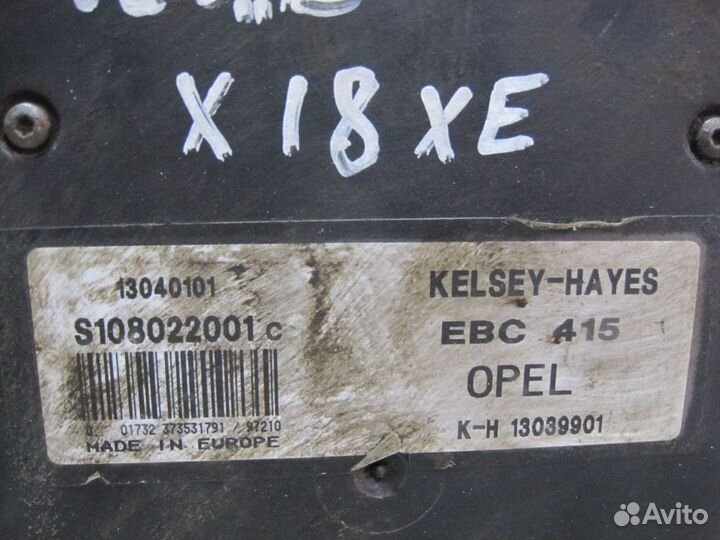 X18XE
13040101
S108022001 C
01732 373531791 / 97210
MADE IN EUROPE
KELSEY-HAYES
EBC 415
OPEL
K-H 13039901
Avito